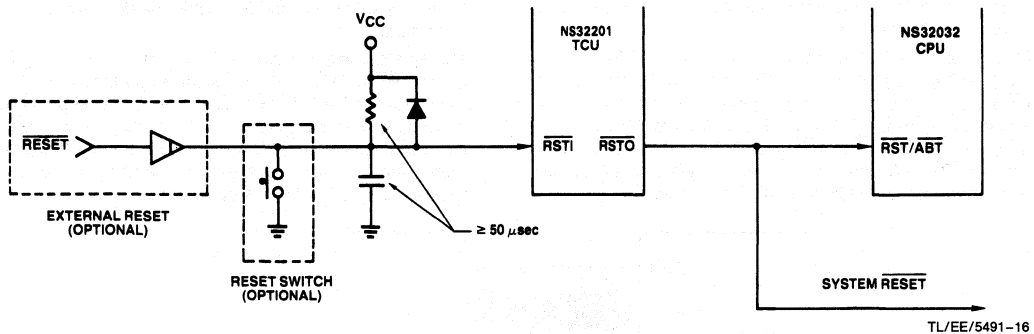 VCC
NS32201
TCU
NS32032
CPU
RESET
RSTI
RSTO
RST/ABT
EXTERNAL RESET
(OPTIONAL)
≥ 50 μsec
RESET SWITCH
(OPTIONAL)
SYSTEM RESET
TL/EE/5491-16